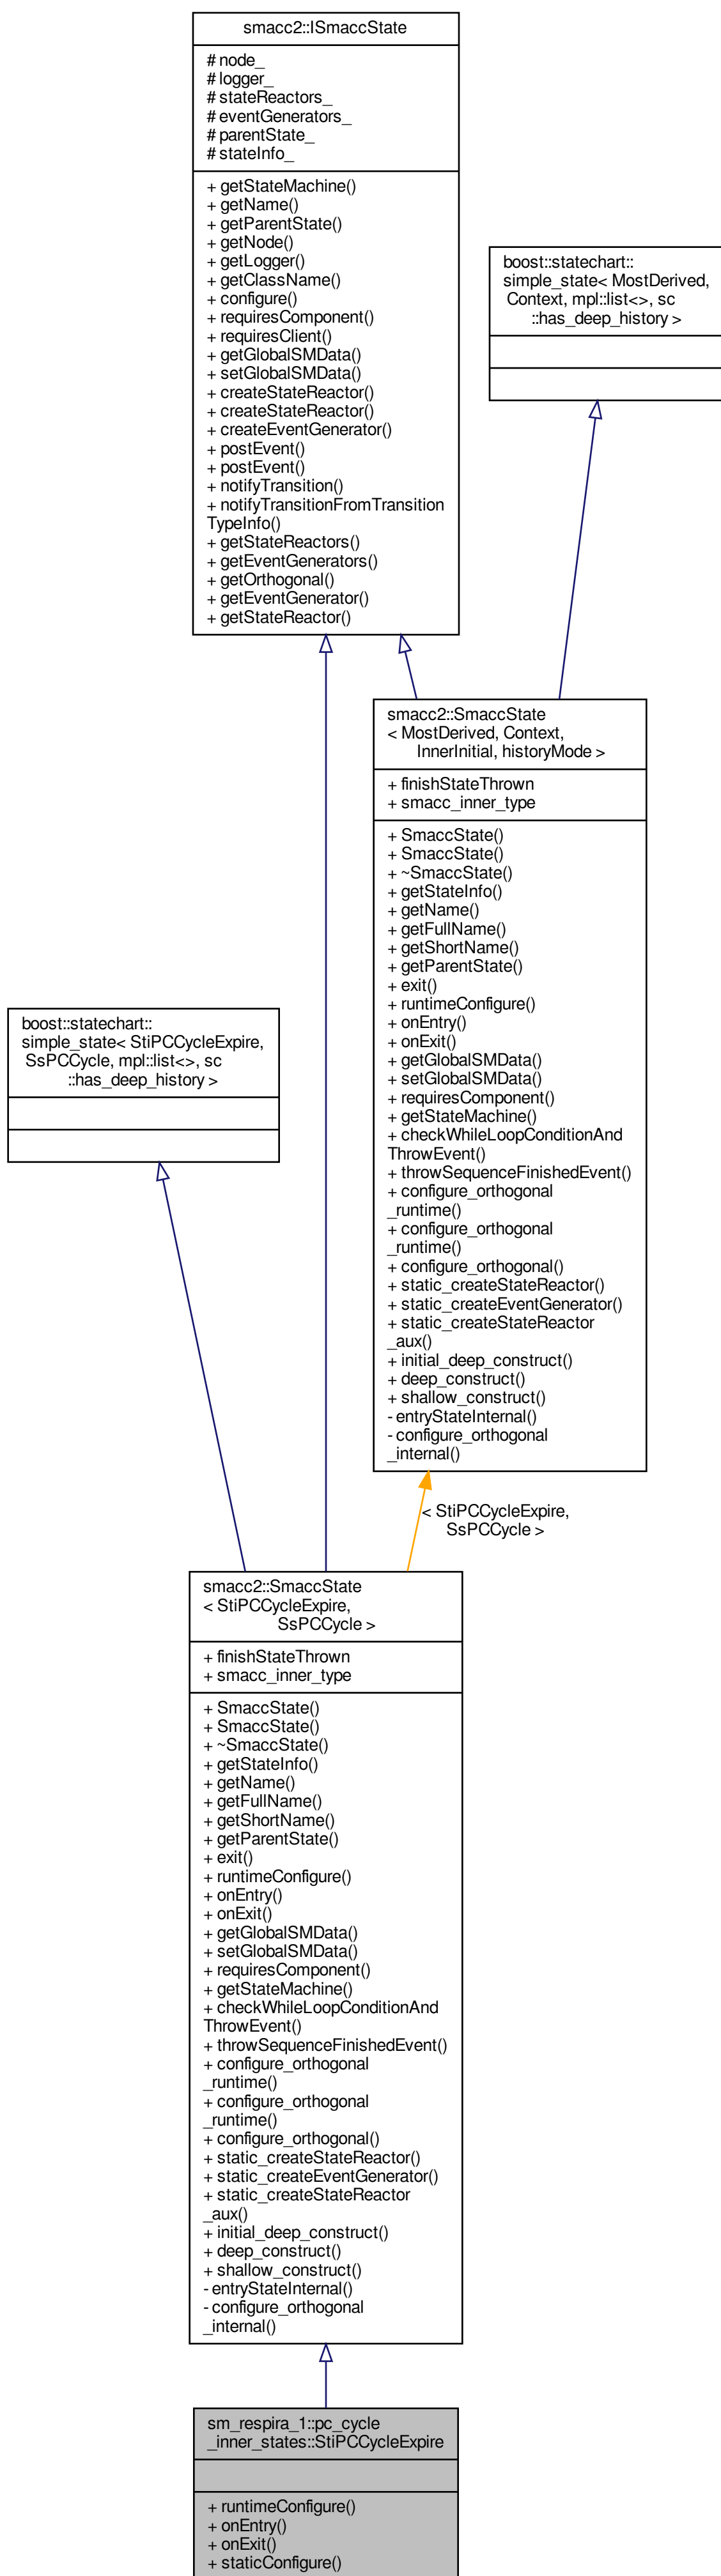 smacc2::ISmaccState
# node_
# logger_
# stateReactors_
# eventGenerators_
# parentState_
# stateInfo_
+ getStateMachine()
+ getName()
+ getParentState()
+ getNode()
+ getLogger()
+ getClassName()
+ configure()
+ requiresComponent()
+ requiresClient()
+ getGlobalSMData()
+ setGlobalSMData()
+ createStateReactor()
+ createStateReactor()
+ createEventGenerator()
+ postEvent()
+ postEvent()
+ notifyTransition()
+ notifyTransitionFromTransition
TypeInfo()
+ getStateReactors()
+ getEventGenerators()
+ getOrthogonal()
+ getEventGenerator()
+ getStateReactor()
boost::statechart::
simple_state< MostDerived,
Context, mpl::list<>, sc
::has_deep_history >
smacc2::SmaccState
< MostDerived, Context,
InnerInitial, historyMode >
+ finishStateThrown
+ smacc_inner_type
+ SmaccState()
+ SmaccState()
+ ~SmaccState()
+ getStateInfo()
+ getName()
+ getFullName()
+ getShortName()
+ getParentState()
+ exit()
+ runtimeConfigure()
+ onEntry()
+ onExit()
+ getGlobalSMData()
+ setGlobalSMData()
+ requiresComponent()
+ getStateMachine()
+ checkWhileLoopConditionAnd
ThrowEvent()
+ throwSequenceFinishedEvent()
+ configure_orthogonal
_runtime()
+ configure_orthogonal
_runtime()
+ configure_orthogonal()
+ static_createStateReactor()
+ static_createEventGenerator()
+ static_createStateReactor
_aux()
+ initial_deep_construct()
+ deep_construct()
+ shallow_construct()
- entryStateInternal()
- configure_orthogonal
_internal()
boost::statechart::
simple_state< StiPCCycleExpire,
SsPCCycle, mpl::list<>, sc
::has_deep_history >
< StiPCCycleExpire,
SsPCCycle >
smacc2::SmaccState
< StiPCCycleExpire,
SsPCCycle >
+ finishStateThrown
+ smacc_inner_type
+ SmaccState()
+ SmaccState()
+ ~SmaccState()
+ getStateInfo()
+ getName()
+ getFullName()
+ getShortName()
+ getParentState()
+ exit()
+ runtimeConfigure()
+ onEntry()
+ onExit()
+ getGlobalSMData()
+ setGlobalSMData()
+ requiresComponent()
+ getStateMachine()
+ checkWhileLoopConditionAnd
ThrowEvent()
+ throwSequenceFinishedEvent()
+ configure_orthogonal
_runtime()
+ configure_orthogonal
_runtime()
+ configure_orthogonal()
+ static_createStateReactor()
+ static_createEventGenerator()
+ static_createStateReactor
_aux()
+ initial_deep_construct()
+ deep_construct()
+ shallow_construct()
- entryStateInternal()
- configure_orthogonal
_internal()
sm_respira_1::pc_cycle
_inner_states::StiPCCycleExpire
+ runtimeConfigure()
+ onEntry()
+ onExit()
+ staticConfigure()